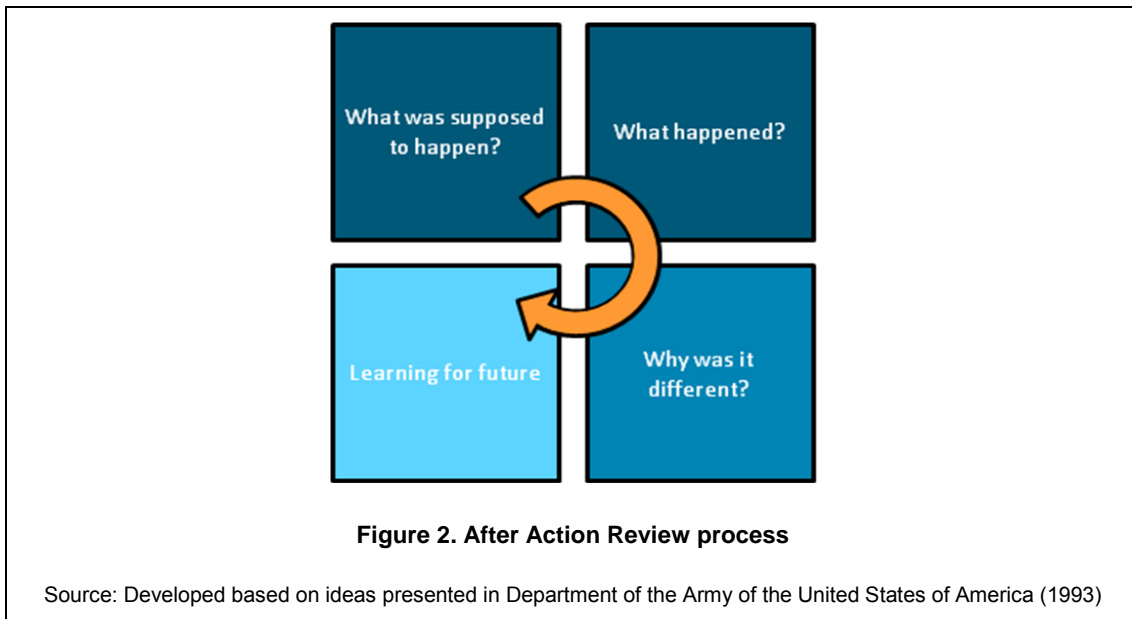 What was supposed
to happen?
What happened?
Learning for future
Why was it
different?
Figure 2. After Action Review process
Source: Developed based on ideas presented in Department of the Army of the United States of America (1993)